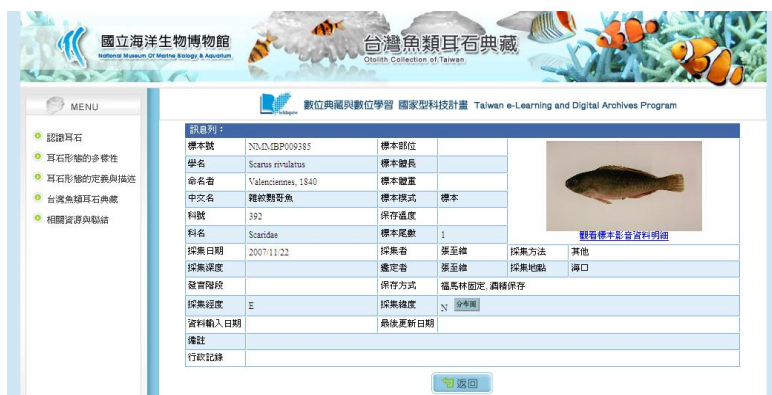 國立海洋生物博物館
National Museum Of Marine Biology & Aquarium
台灣魚類耳石典藏
Otolith Collection of Taiwan
MENU
認識耳石
耳石形態的多樣性
耳石形態的定義與描述
台灣魚類耳石典藏
相關資源與聯結
數位典藏與數位學習 國家型科技計畫 Taiwan e-Learning and Digital Archives Program
訊息列：
標本號 NMMBP009385 標本部位
學名 Scarus rivulatus 標本體長
命名者 Valenciennes, 1840 標本體重
中文名 雜紋鸚哥魚 標本模式 標本
科號 392 保存溫度
科名 Scaridae 標本尾數 1
觀看標本影音資料明細
採集日期 2007/11/22 採集者 張至維 採集方法 其他
採集深度 鑑定者 張至維 採集地點 海口
發育階段 保存方式 福馬林固定, 酒精保存
採集經度 E 採集緯度 N 分布圖
資料輸入日期 最後更新日期
備註
行政記錄
返回